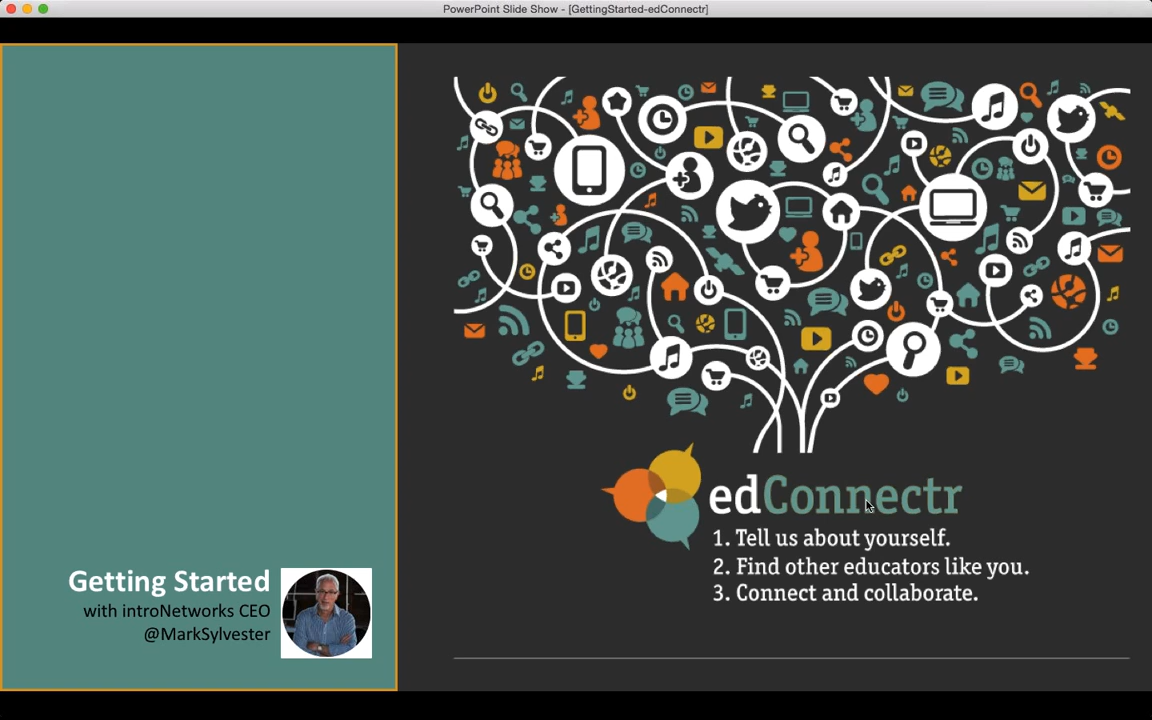 PowerPoint Slide Show - [GettingStarted-edConnectr]
Getting Started
with introNetworks CEO
@MarkSylvester
edConnectr
1. Tell us about yourself.
2. Find other educators like you.
3. Connect and collaborate.